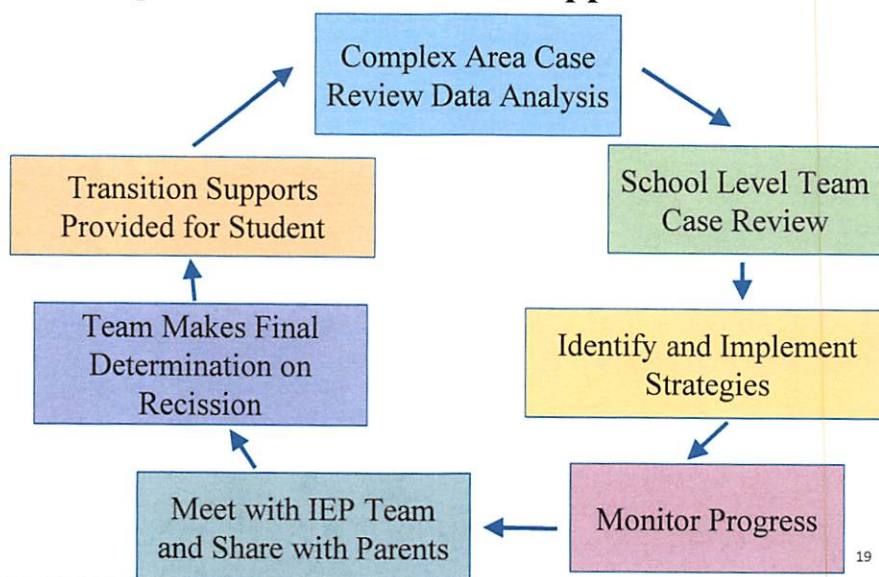 Complex Area Case
Review Data Analysis
School Level Team
Case Review
Identify and Implement
Strategies
Monitor Progress
Meet with IEP Team
and Share with Parents
Team Makes Final
Determination on
Recission
Transition Supports
Provided for Student
19